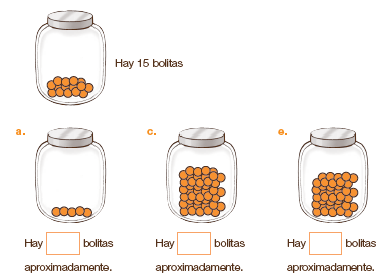 Hay 15 bolitas
a.
c.
e.
Hay bolitas
aproximadamente.
Hay bolitas
aproximadamente.
Hay bolitas
aproximadamente.